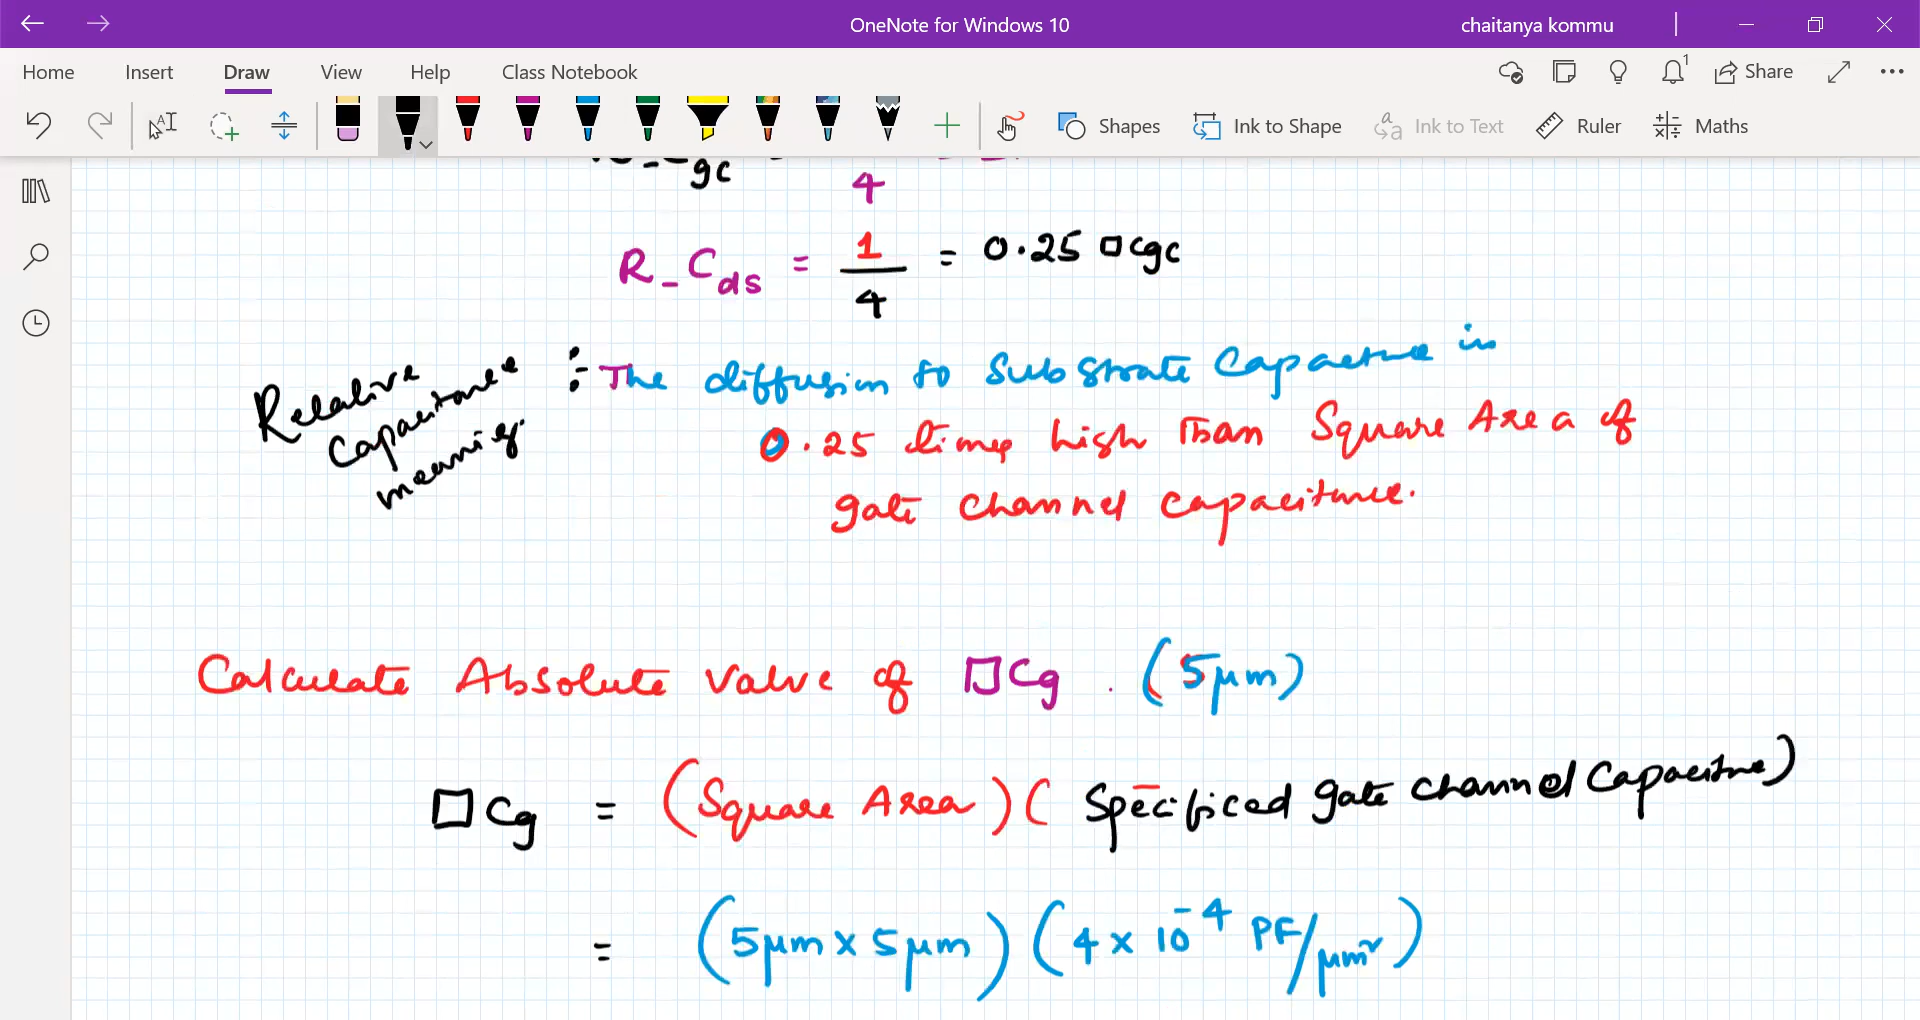 OneNote for Windows 10
chaitanya kommu
Home Insert Draw View Help Class Notebook
1
Share
Shapes Ink to Shape Ink to Text Ruler Maths
gc = 4
R_Cds = 1/4 = 0.25 □cgc
Relative Capacitance meaning :- The diffusion to Substrate Capacitance is
0.25 times high Than Square Area of
gate channel capacitance.
Calculate Absolute Value of □Cg . (5μm)
□Cg = (Square Area) ( Specificed gate channel Capacitance)
= (5μm x 5μm) (4 x 10⁻⁴ PF/μm²)